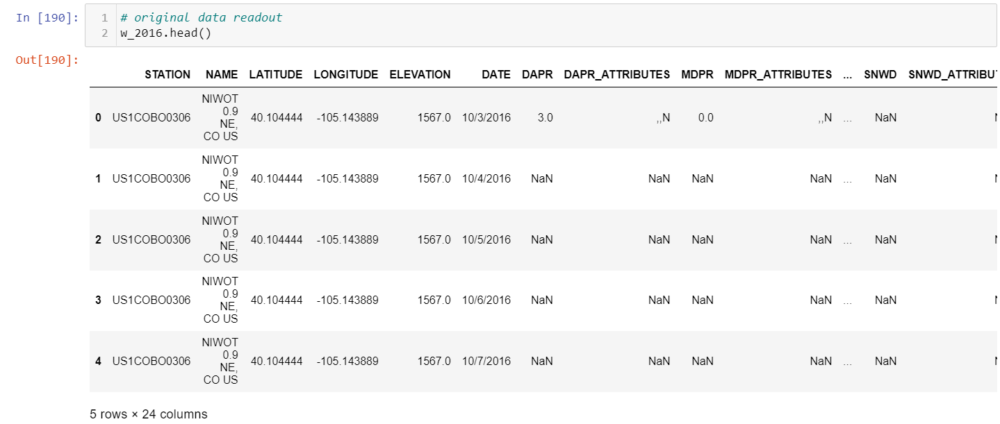 In [190]:
1 # original data readout
2 w_2016.head()
Out[190]:
STATION NAME LATITUDE LONGITUDE ELEVATION DATE DAPR DAPR_ATTRIBUTES MDPR MDPR_ATTRIBUTES ... SNWD SNWD_ATTRIBUT
NIWOT
0.9
0 US1COBO0306 40.104444 -105.143889 1567.0 10/3/2016 3.0 ,,N 0.0 ,,N ... NaN
NE,
CO US
NIWOT
0.9
1 US1COBO0306 40.104444 -105.143889 1567.0 10/4/2016 NaN NaN NaN NaN ... NaN
NE,
CO US
NIWOT
0.9
2 US1COBO0306 40.104444 -105.143889 1567.0 10/5/2016 NaN NaN NaN NaN ... NaN
NE,
CO US
NIWOT
0.9
3 US1COBO0306 40.104444 -105.143889 1567.0 10/6/2016 NaN NaN NaN NaN ... NaN
NE,
CO US
NIWOT
0.9
4 US1COBO0306 40.104444 -105.143889 1567.0 10/7/2016 NaN NaN NaN NaN ... NaN
NE,
CO US
5 rows × 24 columns